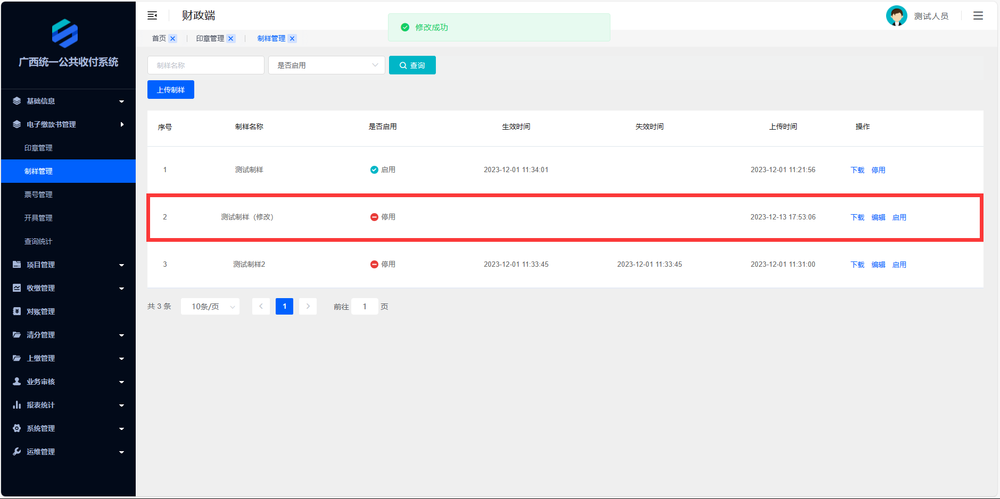 广西统一公共收付系统
基础信息
电子缴款书管理
印章管理
制样管理
票号管理
开具管理
查询统计
项目管理
收缴管理
对账管理
清分管理
上缴管理
业务审核
报表统计
系统管理
运维管理
财政端
修改成功
测试人员
首页 印章管理 制样管理
制样名称 是否启用 查询
上传制样
序号 制样名称 是否启用 生效时间 失效时间 上传时间 操作
1 测试制样 启用 2023-12-01 11:34:01 2023-12-01 11:21:56 下载 停用
2 测试制样（修改） 停用 2023-12-13 17:53:06 下载 编辑 启用
3 测试制样2 停用 2023-12-01 11:33:45 2023-12-01 11:33:45 2023-12-01 11:31:00 下载 编辑 启用
共 3 条 10条/页 1 前往 1 页